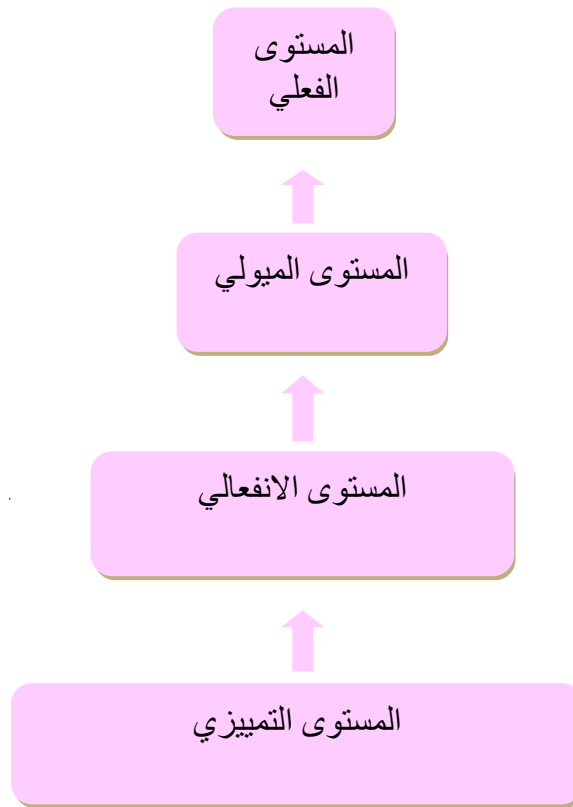 المستوى
الفعلي
المستوى الميولي
المستوى الانفعالي
المستوى التمييزي